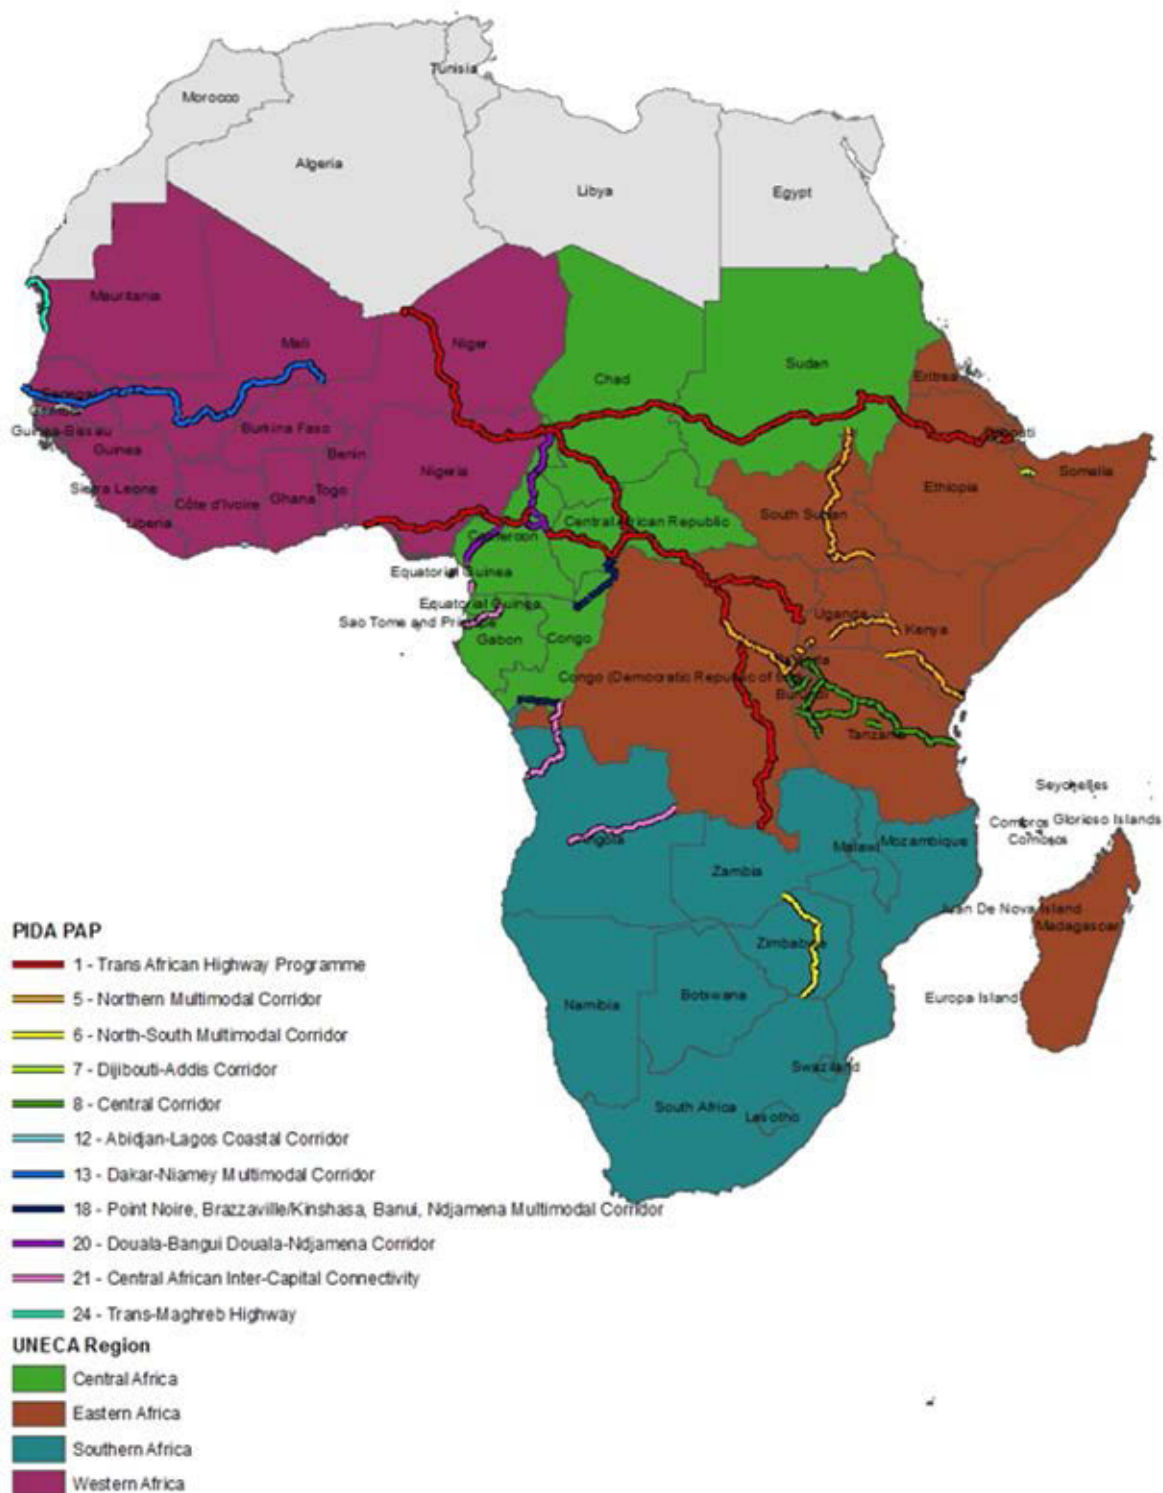 Tunisia
Morocco
Algeria
Libya
Egypt
Mauritania
Mali
Niger
Chad
Sudan
Eritrea
Senegal
Gambia
Djibouti
Guinea-Bissau
Burkina Faso
Guinea
Benin
Nigeria
Somalia
Ethiopia
Sierra Leone
Côte d'Ivoire
Ghana
Togo
South Sudan
Liberia
Central African Republic
Cameroon
Equatorial Guinea
Equatorial Guinea
Sao Tome and Principe
Uganda
Kenya
Gabon
Congo
Congo (Democratic Republic of
Burundi
Tanzania
Seychelles
Comoros
Glorioso Islands
Comoros
Angola
Malawi
Mozambique
Zambia
Juan De Nova Island
Madagascar
Zimbabwe
Namibia
Botswana
Europa Island
Swaziland
South Africa
Lesotho
PIDA PAP
1 - Trans African Highway Programme
5 - Northern Multimodal Corridor
6 - North-South Multimodal Corridor
7 - Dijibouti-Addis Corridor
8 - Central Corridor
12 - Abidjan-Lagos Coastal Corridor
13 - Dakar-Niamey Multimodal Corridor
18 - Point Noire, Brazzaville/Kinshasa, Banui, Ndjamena Multimodal Corridor
20 - Douala-Bangui Douala-Ndjamena Corridor
21 - Central African Inter-Capital Connectivity
24 - Trans-Maghreb Highway
UNECA Region
Central Africa
Eastern Africa
Southern Africa
Western Africa